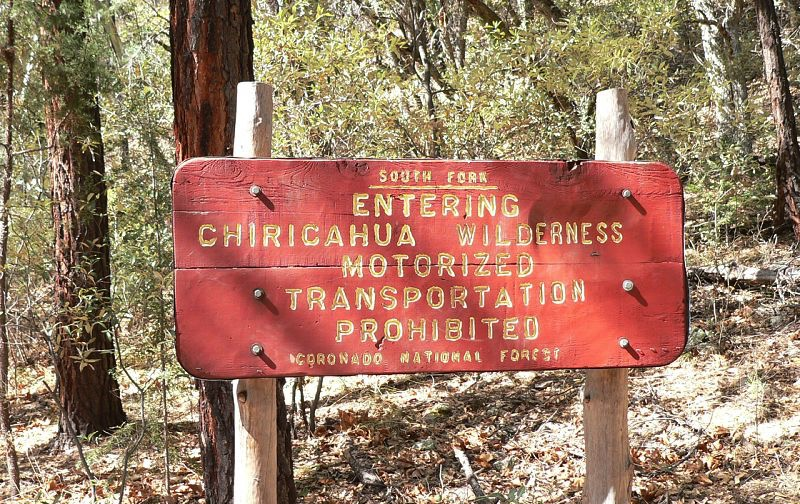 SOUTH FORK
ENTERING
CHIRICAHUA WILDERNESS
MOTORIZED
TRANSPORTATION
PROHIBITED
CORONADO NATIONAL FOREST